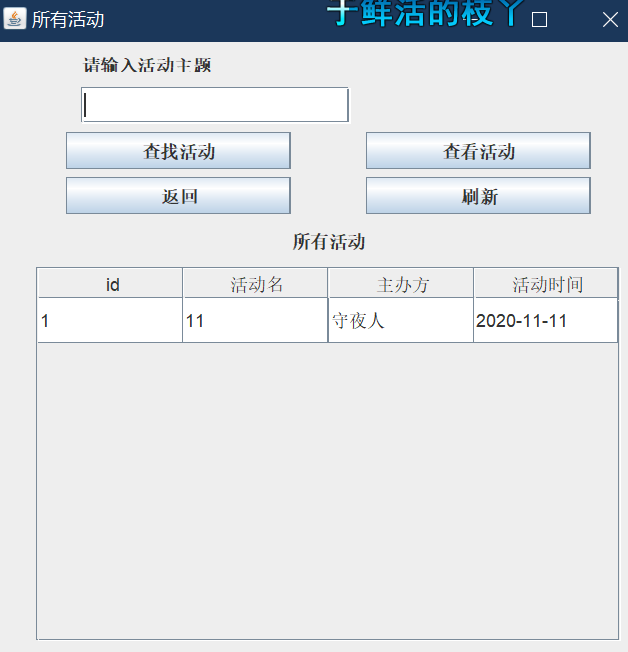 所有活动
于鲜活的枝丫
请输入活动主题
查找活动 查看活动
返回 刷新
所有活动
id 活动名 主办方 活动时间
1 11 守夜人 2020-11-11